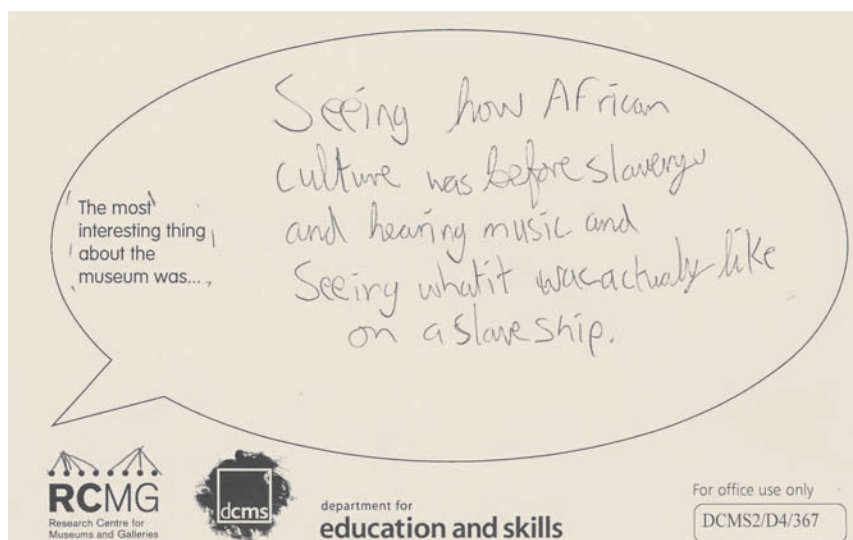 The most
interesting thing
about the
museum was...
Seeing how African
culture was before slavery
and hearing music and
Seeing what it was actualy like
on a slave ship.
RCMG
Research Centre for
Museums and Galleries
dcms
department for
education and skills
For office use only
DCMS2/D4/367